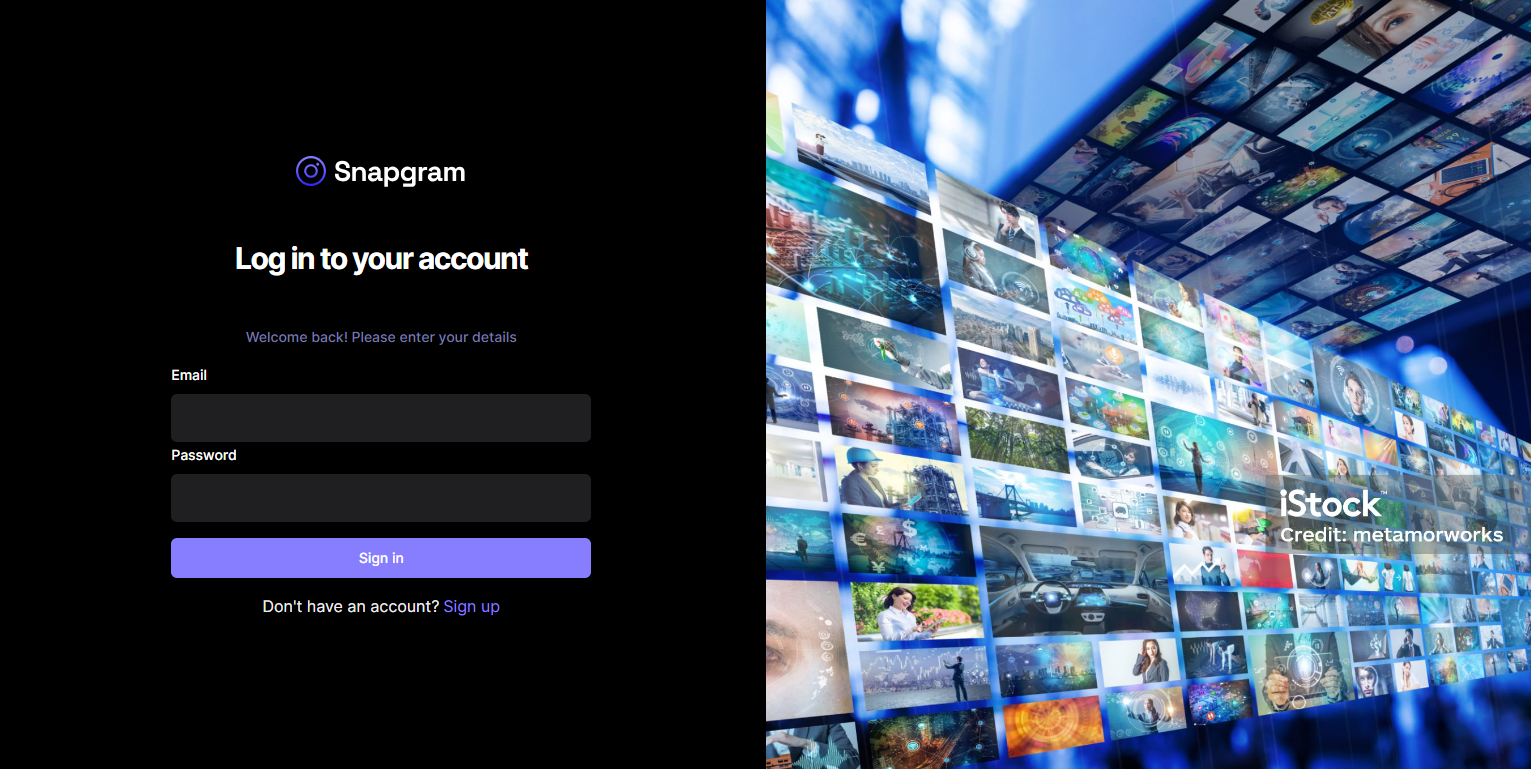 Snapgram
Log in to your account
Welcome back! Please enter your details
Email
Password
Sign in
Don't have an account? Sign up
iStock™
Credit: metamorworks